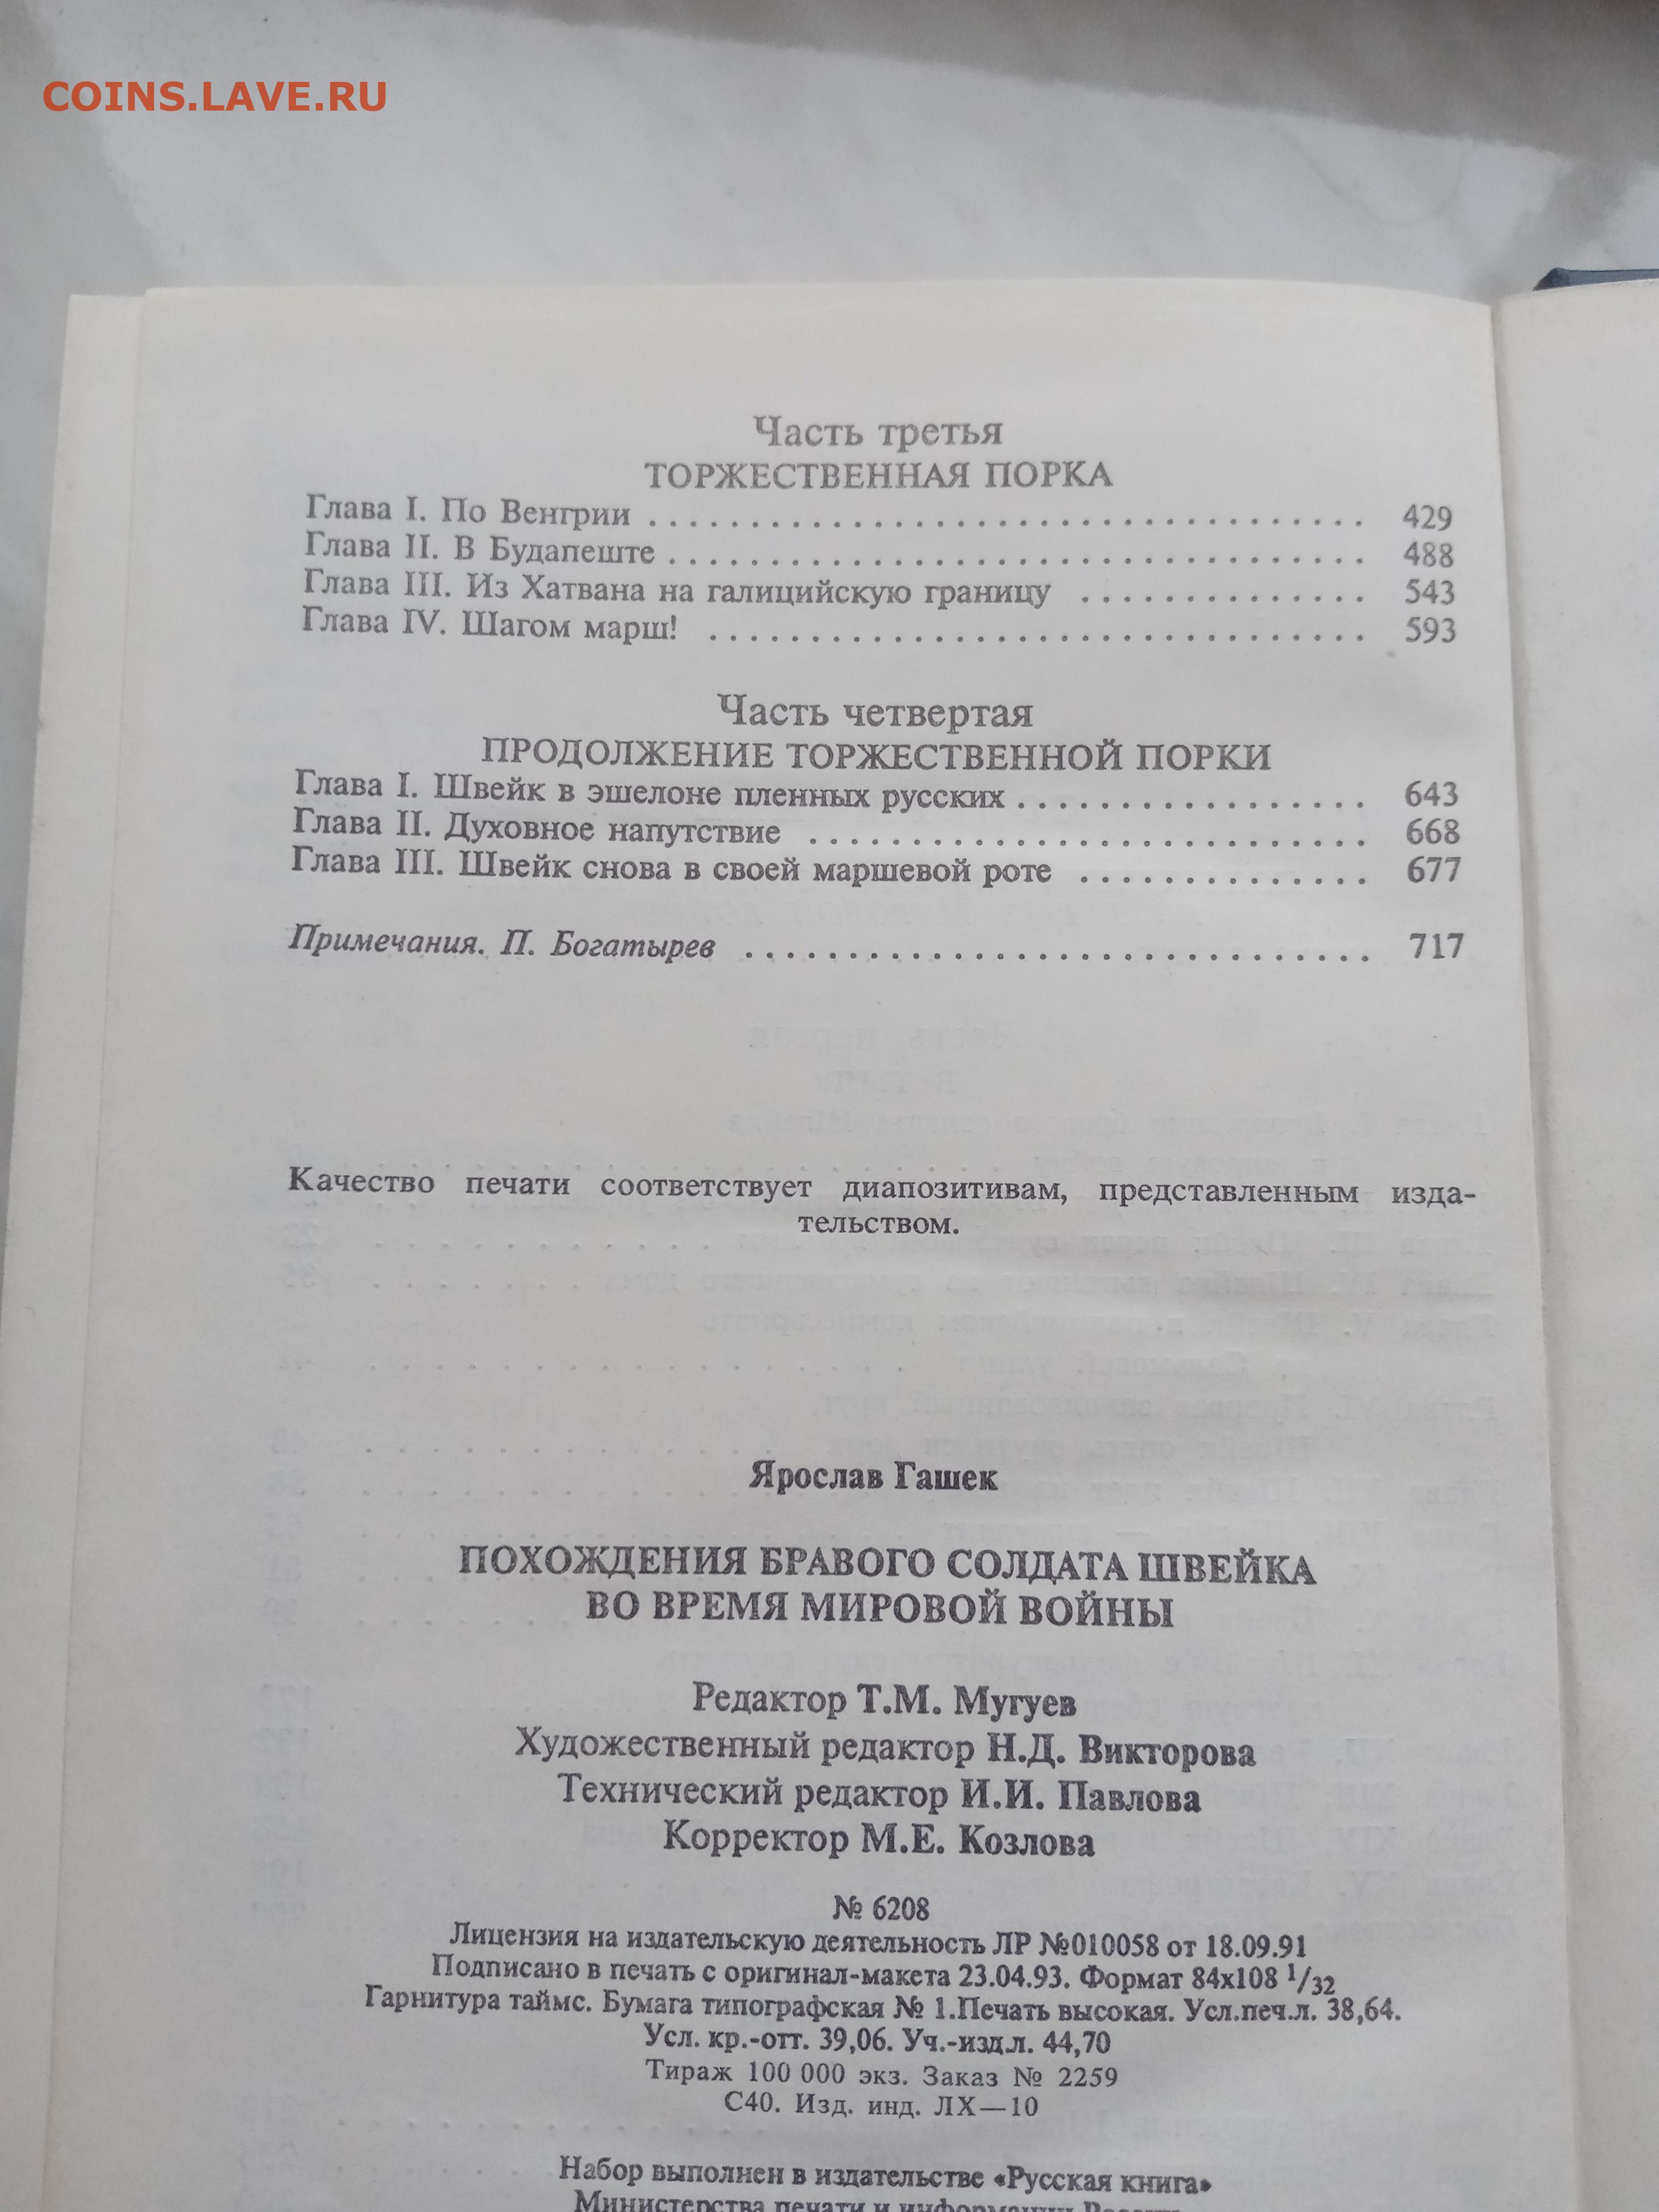 COINS.LAVE.RU
Часть третья
ТОРЖЕСТВЕННАЯ ПОРКА
Глава I. По Венгрии . . . . . . . . . . . . . . . . . . . . . . . . . . . . . . . . . . . 429
Глава II. В Будапеште . . . . . . . . . . . . . . . . . . . . . . . . . . . . . . . . . . 488
Глава III. Из Хатвана на галицийскую границу . . . . . . . . . . . . . . 543
Глава IV. Шагом марш! . . . . . . . . . . . . . . . . . . . . . . . . . . . . . . . . 593
Часть четвертая
ПРОДОЛЖЕНИЕ ТОРЖЕСТВЕННОЙ ПОРКИ
Глава I. Швейк в эшелоне пленных русских . . . . . . . . . . . . . . . . . 643
Глава II. Духовное напутствие . . . . . . . . . . . . . . . . . . . . . . . . . . . 668
Глава III. Швейк снова в своей маршевой роте . . . . . . . . . . . . . . 677
Примечания. П. Богатырев . . . . . . . . . . . . . . . . . . . . . . . . . . . . . . . 717
Качество печати соответствует диапозитивам, представленным изда-
тельством.
Ярослав Гашек
ПОХОЖДЕНИЯ БРАВОГО СОЛДАТА ШВЕЙКА
ВО ВРЕМЯ МИРОВОЙ ВОЙНЫ
Редактор Т.М. Мугуев
Художественный редактор Н.Д. Викторова
Технический редактор И.И. Павлова
Корректор М.Е. Козлова
№ 6208
Лицензия на издательскую деятельность ЛР №010058 от 18.09.91
Подписано в печать с оригинал-макета 23.04.93. Формат 84х108 1/32
Гарнитура таймс. Бумага типографская № 1.Печать высокая. Усл.печ.л. 38,64.
Усл. кр.-отт. 39,06. Уч.-изд.л. 44,70
Тираж 100 000 экз. Заказ № 2259
С40. Изд. инд. ЛХ—10
Набор выполнен в издательстве «Русская книга»
Министерства печати и информации России